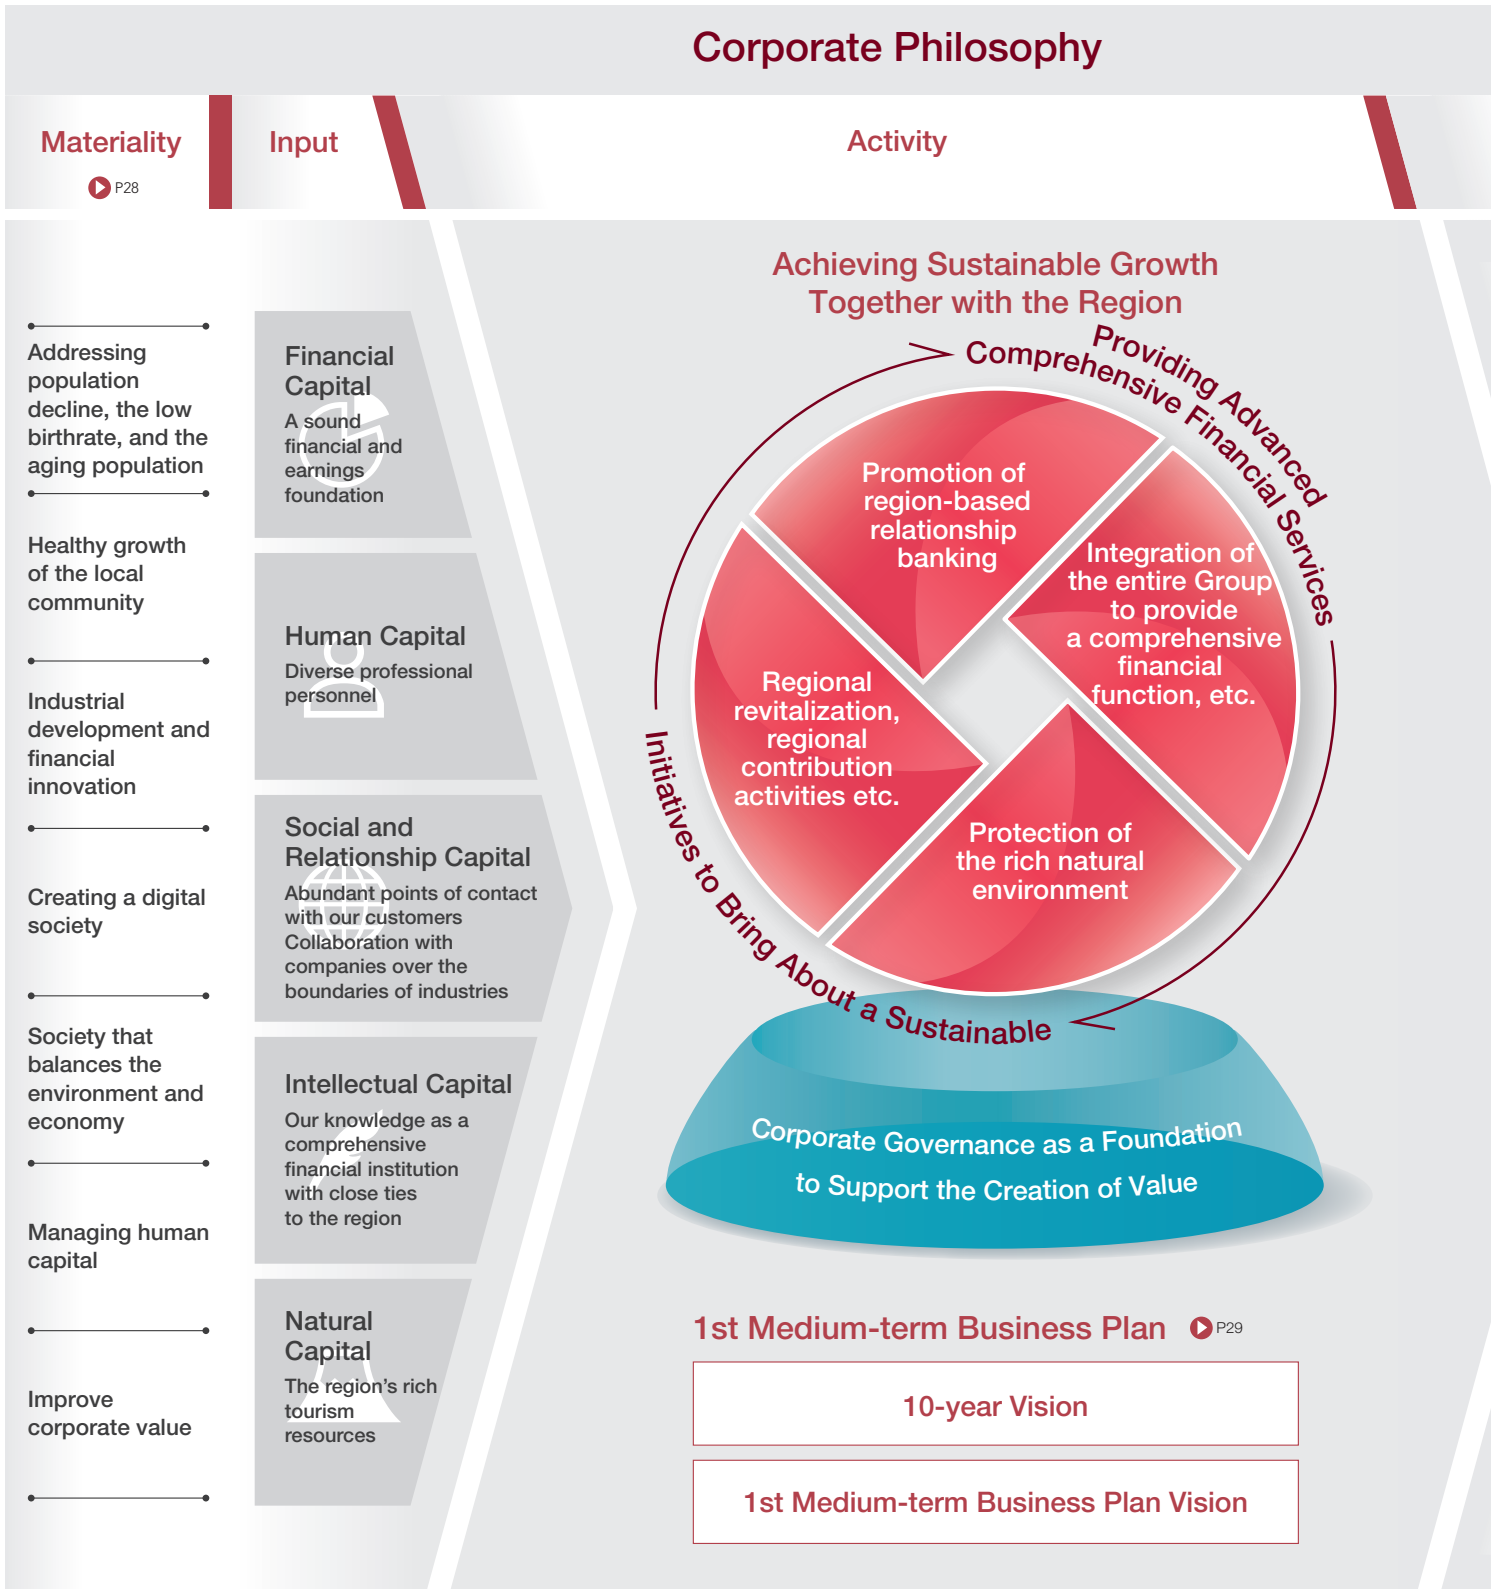 Corporate Philosophy
Materiality
P28
Input
Activity
Addressing
population
decline, the low
birthrate, and the
aging population
Healthy growth
of the local
community
Industrial
development and
financial
innovation
Creating a digital
society
Society that
balances the
environment and
economy
Managing human
capital
Improve
corporate value
Financial
Capital
A sound
financial and
earnings
foundation
Human Capital
Diverse professional
personnel
Social and
Relationship Capital
Abundant points of contact
with our customers
Collaboration with
companies over the
boundaries of industries
Intellectual Capital
Our knowledge as a
comprehensive
financial institution
with close ties
to the region
Natural
Capital
The region’s rich
tourism
resources
Achieving Sustainable Growth
Together with the Region
Providing Advanced
Comprehensive Financial Services
Promotion of
region-based
relationship
banking
Integration of
the entire Group
to provide
a comprehensive
financial
function, etc.
Regional
revitalization,
regional
contribution
activities etc.
Protection of
the rich natural
environment
Initiatives to Bring About a Sustainable
Corporate Governance as a Foundation
to Support the Creation of Value
1st Medium-term Business Plan
P29
10-year Vision
1st Medium-term Business Plan Vision